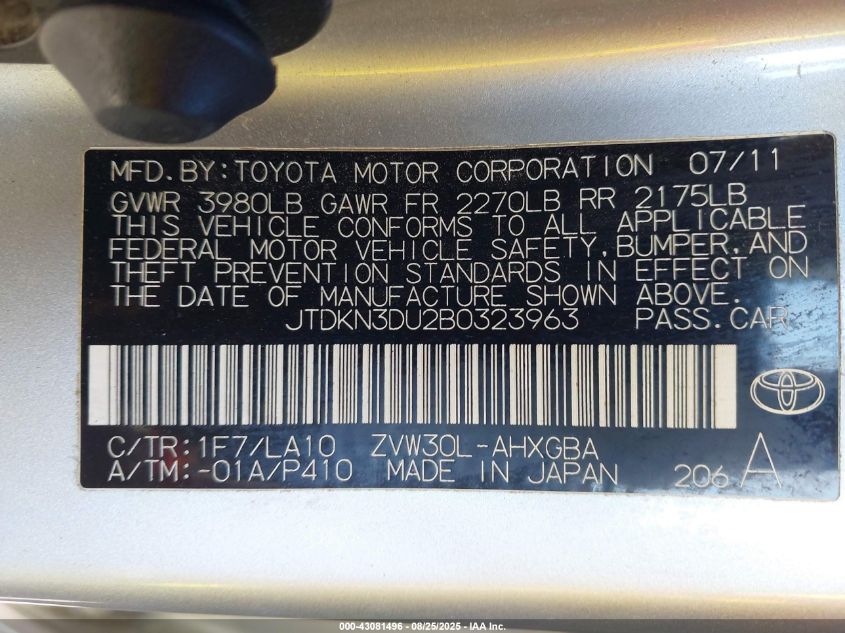 MFD.BY:TOYOTA MOTOR CORPORATION 07/11
GVWR 3980LB GAWR FR 2270LB RR 2175LB
THIS VEHICLE CONFORMS TO ALL APPLICABLE
FEDERAL MOTOR VEHICLE SAFETY,BUMPER,AND
THEFT PREVENTION STANDARDS IN EFFECT ON
THE DATE OF MANUFACTURE SHOWN ABOVE.
JTDKN3DU2B0323963 PASS.CAR
C/TR:1F7/LA10 ZVW30L-AHXGBA
A/TM:-01A/P410 MADE IN JAPAN 206 A
000-43081496 - 08/25/2025 - IAA Inc.